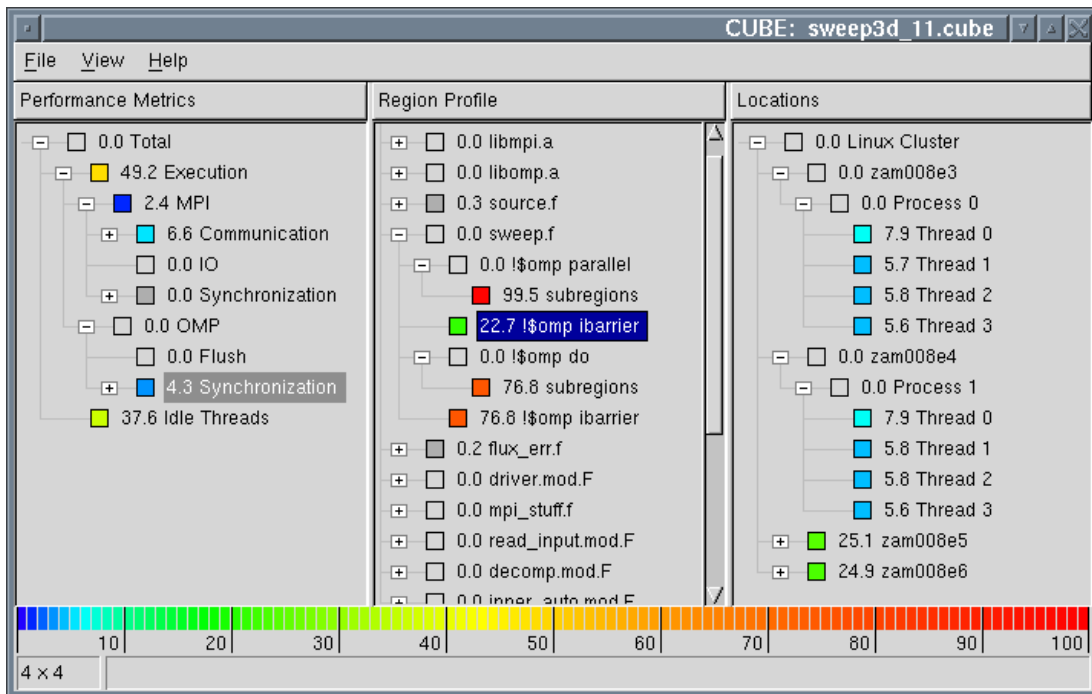 CUBE: sweep3d_11.cube
File View Help
Performance Metrics
0.0 Total
49.2 Execution
2.4 MPI
6.6 Communication
0.0 IO
0.0 Synchronization
0.0 OMP
0.0 Flush
4.3 Synchronization
37.6 Idle Threads
Region Profile
0.0 libmpi.a
0.0 libomp.a
0.3 source.f
0.0 sweep.f
0.0 !$omp parallel
99.5 subregions
22.7 !$omp ibarrier
0.0 !$omp do
76.8 subregions
76.8 !$omp ibarrier
0.2 flux_err.f
0.0 driver.mod.F
0.0 mpi_stuff.f
0.0 read_input.mod.F
0.0 decomp.mod.F
0.0 inner_auto.mod.F
Locations
0.0 Linux Cluster
0.0 zam008e3
0.0 Process 0
7.9 Thread 0
5.7 Thread 1
5.8 Thread 2
5.6 Thread 3
0.0 zam008e4
0.0 Process 1
7.9 Thread 0
5.8 Thread 1
5.8 Thread 2
5.6 Thread 3
25.1 zam008e5
24.9 zam008e6
10 20 30 40 50 60 70 80 90 100
4 × 4